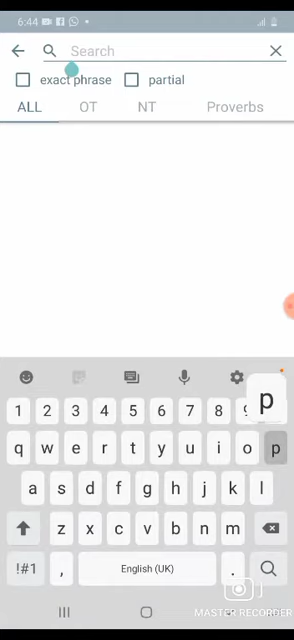 6:44
Search
exact phrase partial
ALL OT NT Proverbs
p
1 2 3 4 5 6 7 8 9
q w e r t y u i o p
a s d f g h j k l
z x c v b n m
!#1 , English (UK) .
MASTER RECORDER